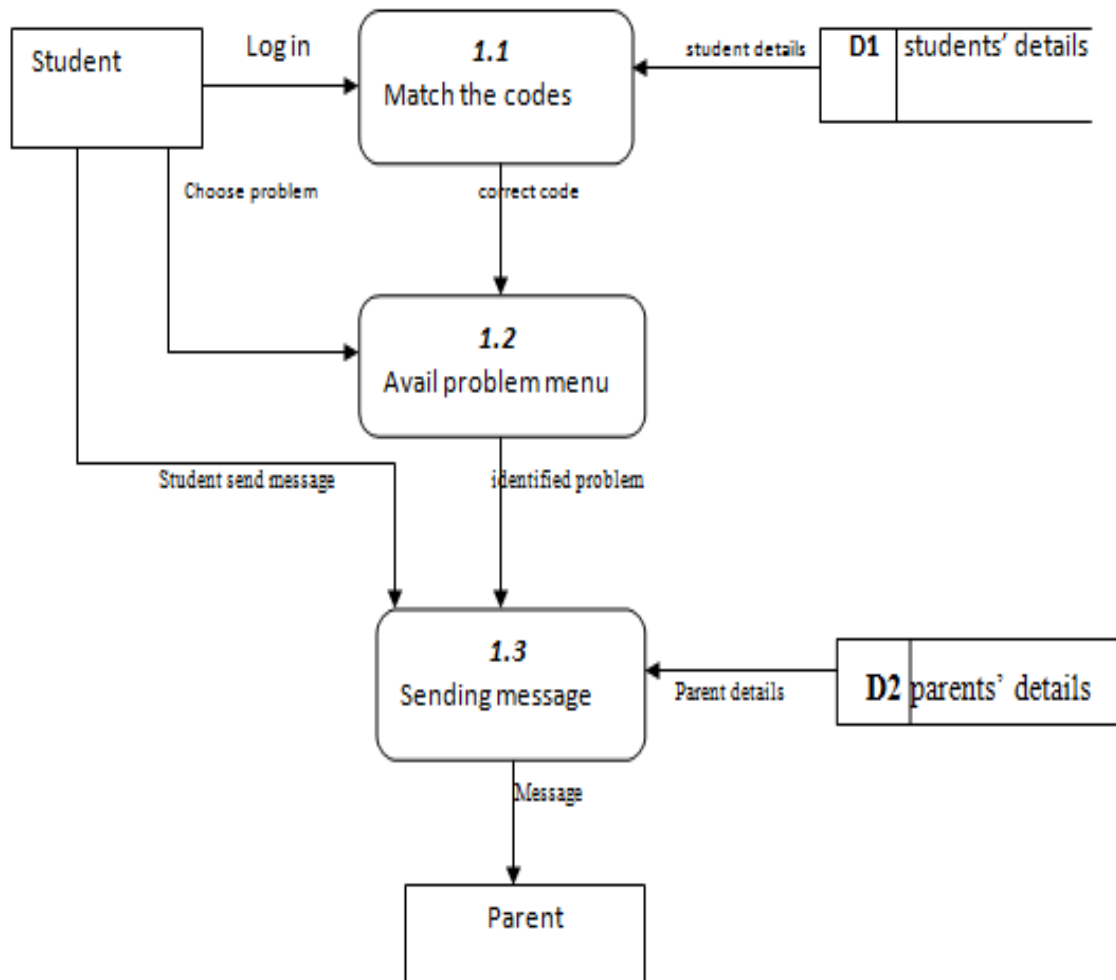 Student
Log in
1.1
Match the codes
student details
D1 students’ details
Choose problem
correct code
1.2
Avail problem menu
Student send message
identified problem
1.3
Sending message
Parent details
D2 parents’ details
Message
Parent